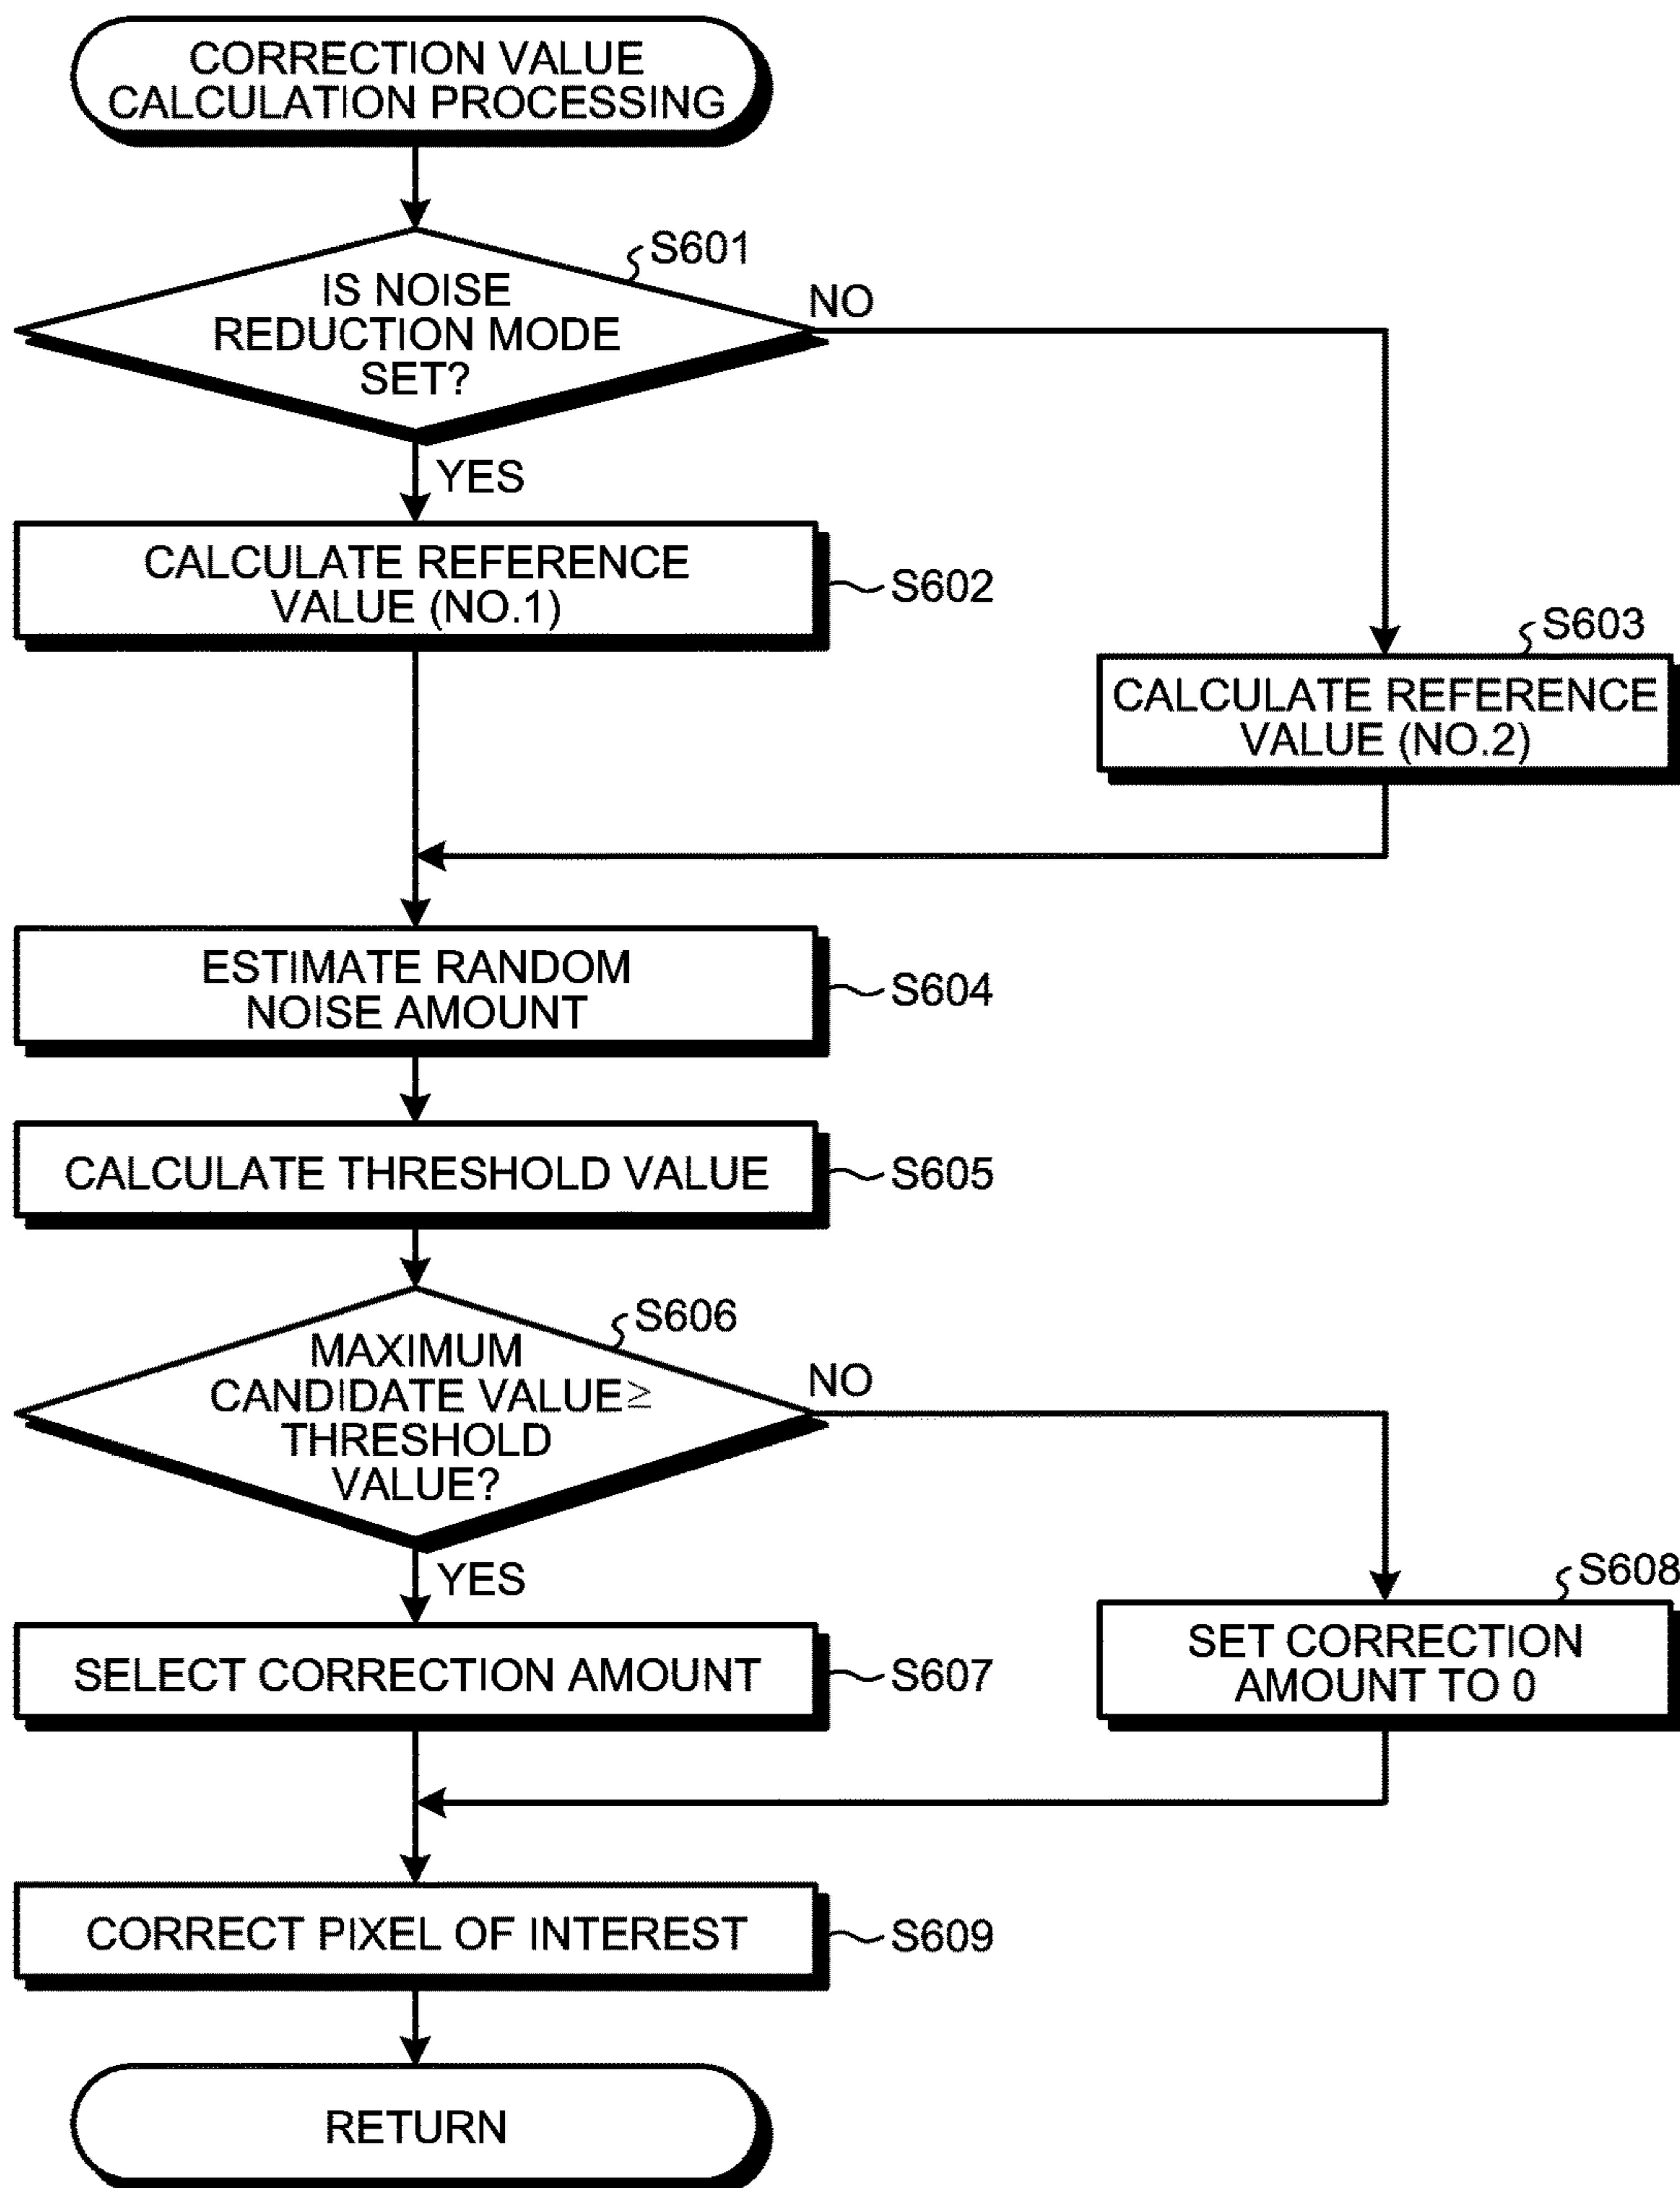 CORRECTION VALUE
CALCULATION PROCESSING
S601
IS NOISE
REDUCTION MODE
SET?
NO
YES
CALCULATE REFERENCE
VALUE (NO.1)
S602
S603
CALCULATE REFERENCE
VALUE (NO.2)
ESTIMATE RANDOM
NOISE AMOUNT
S604
CALCULATE THRESHOLD VALUE
S605
S606
MAXIMUM
CANDIDATE VALUE≥
THRESHOLD
VALUE?
NO
YES
SELECT CORRECTION AMOUNT
S607
S608
SET CORRECTION
AMOUNT TO 0
CORRECT PIXEL OF INTEREST
S609
RETURN